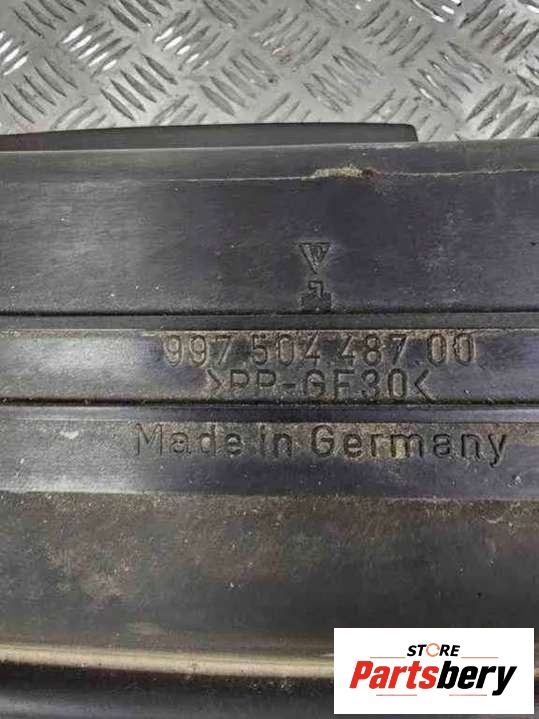 997 504 487 00
>PP-GF30<
Made in Germany
STORE
Partsbery